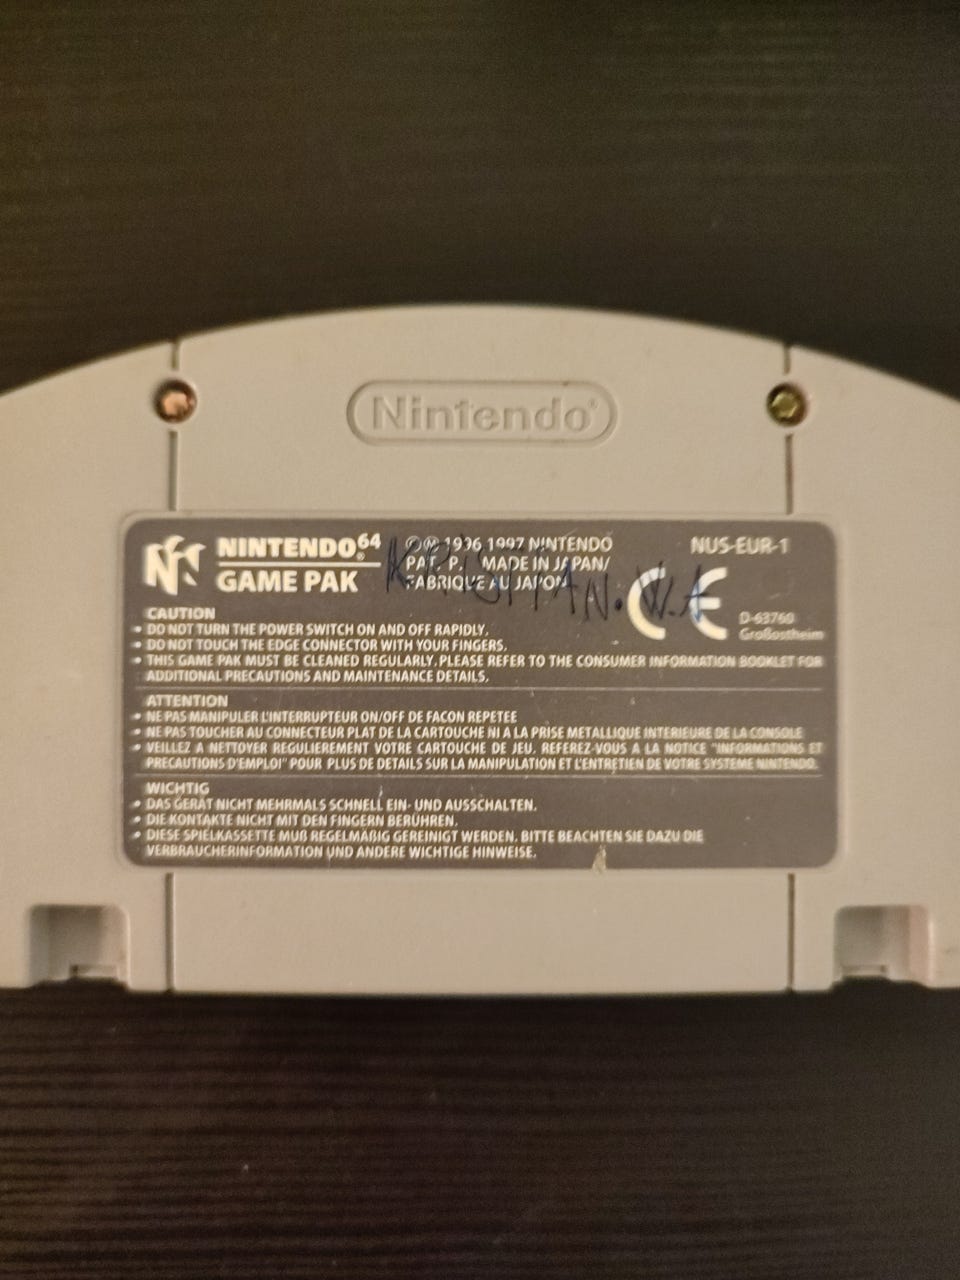 Nintendo®
NINTENDO®64
GAME PAK
©Ⓜ 1996 1997 NINTENDO
PAT. P. MADE IN JAPAN/
FABRIQUE AU JAPON
NUS-EUR-1
KRISTIAN. W.A
CE
D-63760
Großostheim
CAUTION
• DO NOT TURN THE POWER SWITCH ON AND OFF RAPIDLY.
• DO NOT TOUCH THE EDGE CONNECTOR WITH YOUR FINGERS.
• THIS GAME PAK MUST BE CLEANED REGULARLY. PLEASE REFER TO THE CONSUMER INFORMATION BOOKLET FOR
ADDITIONAL PRECAUTIONS AND MAINTENANCE DETAILS.
ATTENTION
• NE PAS MANIPULER L'INTERRUPTEUR ON/OFF DE FACON REPETEE
• NE PAS TOUCHER AU CONNECTEUR PLAT DE LA CARTOUCHE NI A LA PRISE METALLIQUE INTERIEURE DE LA CONSOLE
• VEILLEZ A NETTOYER REGULIEREMENT VOTRE CARTOUCHE DE JEU. REFEREZ-VOUS A LA NOTICE "INFORMATIONS ET
PRECAUTIONS D'EMPLOI" POUR PLUS DE DETAILS SUR LA MANIPULATION ET L'ENTRETIEN DE VOTRE SYSTEME NINTENDO.
WICHTIG
• DAS GERÄT NICHT MEHRMALS SCHNELL EIN- UND AUSSCHALTEN.
• DIE KONTAKTE NICHT MIT DEN FINGERN BERÜHREN.
• DIESE SPIELKASSETTE MUß REGELMÄßIG GEREINIGT WERDEN. BITTE BEACHTEN SIE DAZU DIE
VERBRAUCHERINFORMATION UND ANDERE WICHTIGE HINWEISE.